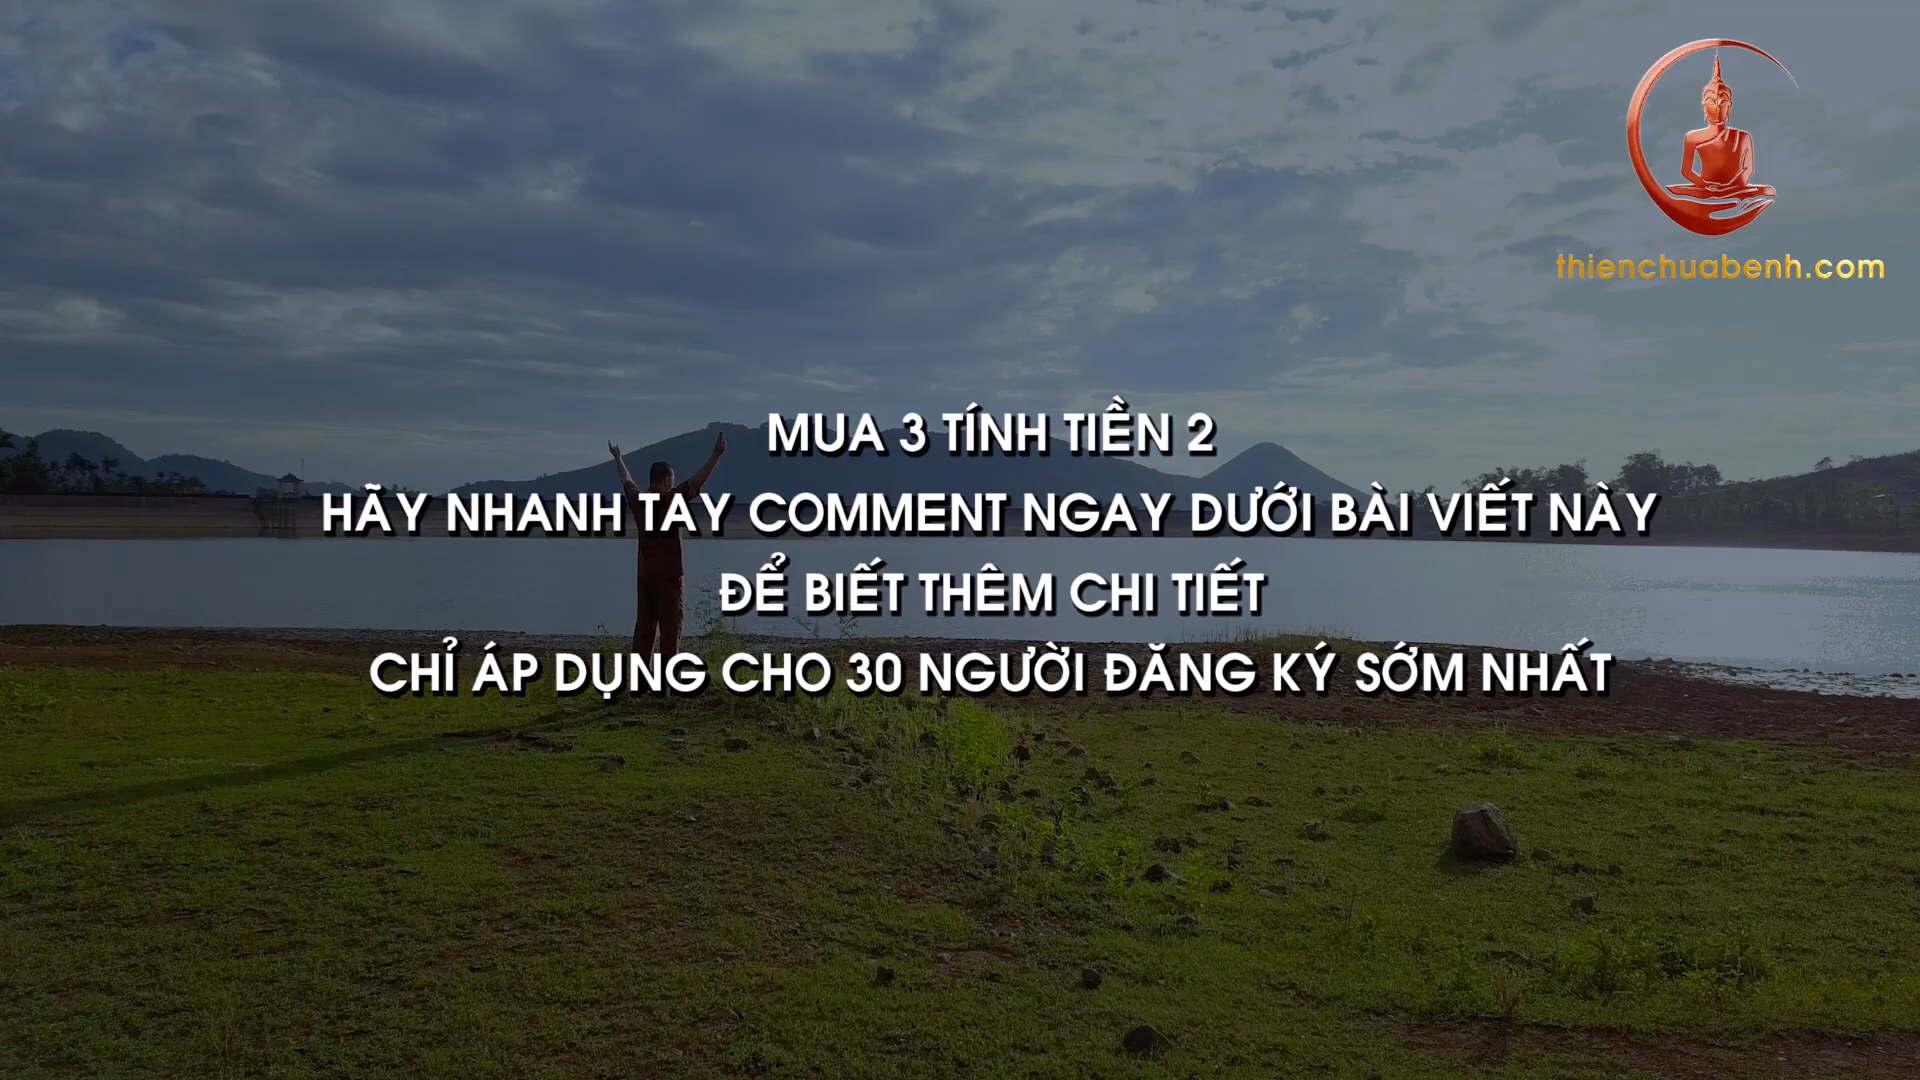 thienchuabenh.com
MUA 3 TÍNH TIỀN 2
HÃY NHANH TAY COMMENT NGAY DƯỚI BÀI VIẾT NÀY
ĐỂ BIẾT THÊM CHI TIẾT
CHỈ ÁP DỤNG CHO 30 NGƯỜI ĐĂNG KÝ SỚM NHẤT